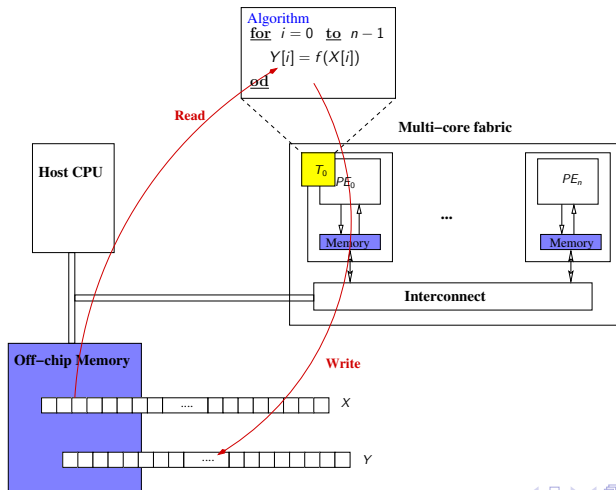 Algorithm
for i = 0 to n − 1
Y[i] = f(X[i])
od
Read
Multi−core fabric
Host CPU
T₀
PE₀
PEₙ
...
Memory
Memory
Interconnect
Off−chip Memory
Write
....
X
....
Y